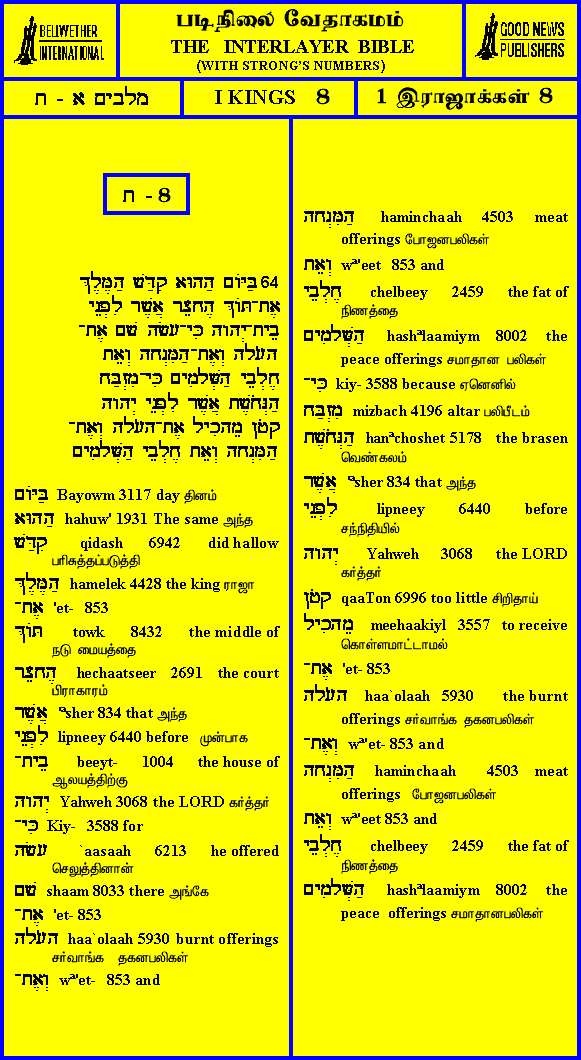 BELLWETHER
INTERNATIONAL
படிநிலை வேதாகமம்
THE INTERLAYER BIBLE
(WITH STRONG'S NUMBERS)
GOOD NEWS
PUBLISHERS
מלבים א - ח
I KINGS 8
1 இராஜாக்கள் 8
ח - 8
64 בַּיּוֹם הַהוּא קִדַּשׁ הַמֶּלֶךְ
אֶת־תּוֹךְ הֶחָצֵר אֲשֶׁר לִפְנֵי
בֵית־יְהוָה כִּי־עָשָׂה שָׁם אֶת־
הָעֹלָה וְאֶת־הַמִּנְחָה וְאֵת
חֶלְבֵי הַשְּׁלָמִים כִּי־מִזְבַּח
הַנְּחֹשֶׁת אֲשֶׁר לִפְנֵי יְהוָה
קָטֹן מֵהָכִיל אֶת־הָעֹלָה וְאֶת־
הַמִּנְחָה וְאֵת חֶלְבֵי הַשְּׁלָמִים
בַּיּוֹם Bayowm 3117 day தினம்
הַהוּא hahuw' 1931 The same அந்த
קִדַּשׁ qidash 6942 did hallow
பரிசுத்தப்படுத்தி
הַמֶּלֶךְ hamelek 4428 the king ராஜா
אֶת־ 'et- 853
תּוֹךְ towk 8432 the middle of
நடு மையத்தை
הֶחָצֵר hechaatseer 2691 the court
பிராகாரம்
אֲשֶׁר ªsher 834 that அந்த
לִפְנֵי lipneey 6440 before முன்பாக
בֵית־ beeyt- 1004 the house of
ஆலயத்திற்கு
יְהוָה Yahweh 3068 the LORD கர்த்தர்
כִּי־ Kiy- 3588 for
עָשָׂה `aasaah 6213 he offered
செலுத்தினான்
שָׁם shaam 8033 there அங்கே
אֶת־ 'et- 853
הָעֹלָה haa`olaah 5930 burnt offerings
சர்வாங்க தகனபலிகள்
וְאֶת־ wª'et- 853 and
הַמִּנְחָה haminchaah 4503 meat
offerings போஜனபலிகள்
וְאֵת wª'eet 853 and
חֶלְבֵי chelbeey 2459 the fat of
நிணத்தை
הַשְּׁלָמִים hashªlaamiym 8002 the
peace offerings சமாதான பலிகள்
כִּי־ kiy- 3588 because ஏனெனில்
מִזְבַּח mizbach 4196 altar பலிபீடம்
הַנְּחֹשֶׁת hanªchoshet 5178 the brasen
வெண்கலம்
אֲשֶׁר ªsher 834 that அந்த
לִפְנֵי lipneey 6440 before
சந்நிதியில்
יְהוָה Yahweh 3068 the LORD
கர்த்தர்
קָטֹן qaaTon 6996 too little சிறிதாய்
מֵהָכִיל meehaakiyl 3557 to receive
கொள்ளமாட்டாமல்
אֶת־ 'et- 853
הָעֹלָה haa`olaah 5930 the burnt
offerings சர்வாங்க தகனபலிகள்
וְאֶת־ wª'et- 853 and
הַמִּנְחָה haminchaah 4503 meat
offerings போஜனபலிகள்
וְאֵת wª'eet 853 and
חֶלְבֵי chelbeey 2459 the fat of
நிணத்தை
הַשְּׁלָמִים hashªlaamiym 8002 the
peace offerings சமாதானபலிகள்